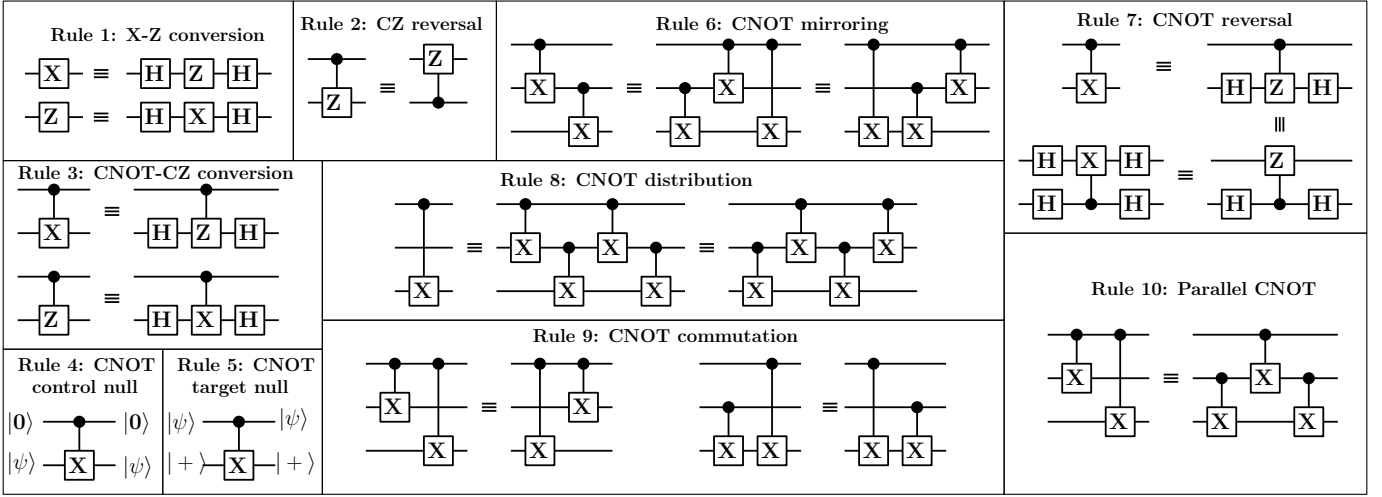 Rule 1: X-Z conversion
X ≡ H Z H
Z ≡ H X H
Rule 2: CZ reversal
Z ≡ Z
Rule 6: CNOT mirroring
X X ≡ X X X ≡ X X X
Rule 7: CNOT reversal
X ≡ H Z H
≡
H X H ≡ Z
H H H H
Rule 3: CNOT-CZ conversion
X ≡ H Z H
Z ≡ H X H
Rule 4: CNOT
control null
|0⟩ |0⟩
|ψ⟩ X |ψ⟩
Rule 5: CNOT
target null
|ψ⟩ |ψ⟩
|+⟩ X |+⟩
Rule 8: CNOT distribution
X ≡ X X X X ≡ X X X X
Rule 9: CNOT commutation
X X ≡ X X
X X ≡ X X
Rule 10: Parallel CNOT
X X ≡ X X X